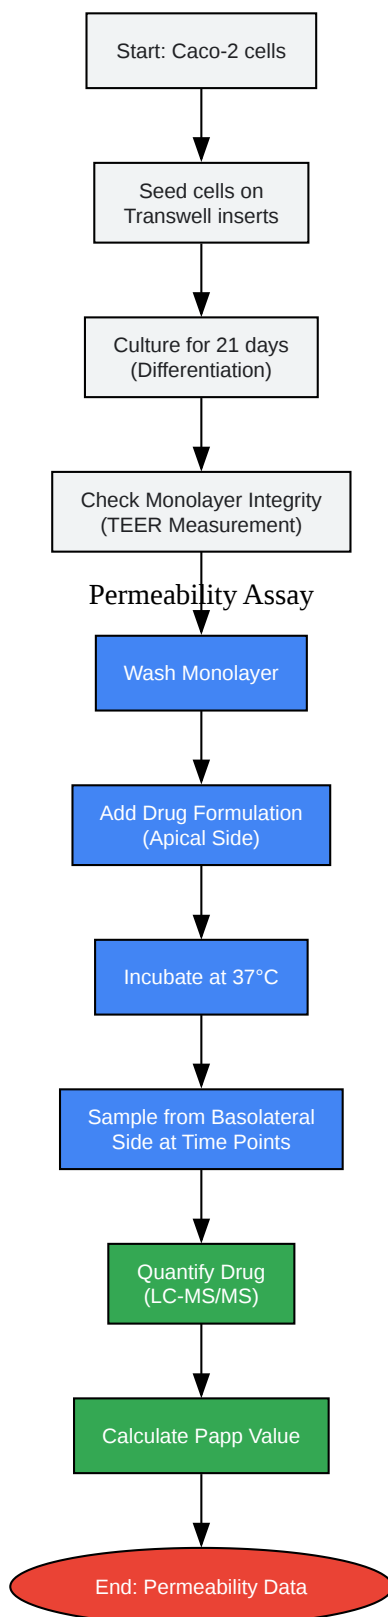 Start: Caco-2 cells
Seed cells on
Transwell inserts
Culture for 21 days
(Differentiation)
Check Monolayer Integrity
(TEER Measurement)
Permeability Assay
Wash Monolayer
Add Drug Formulation
(Apical Side)
Incubate at 37°C
Sample from Basolateral
Side at Time Points
Quantify Drug
(LC-MS/MS)
Calculate Papp Value
End: Permeability Data